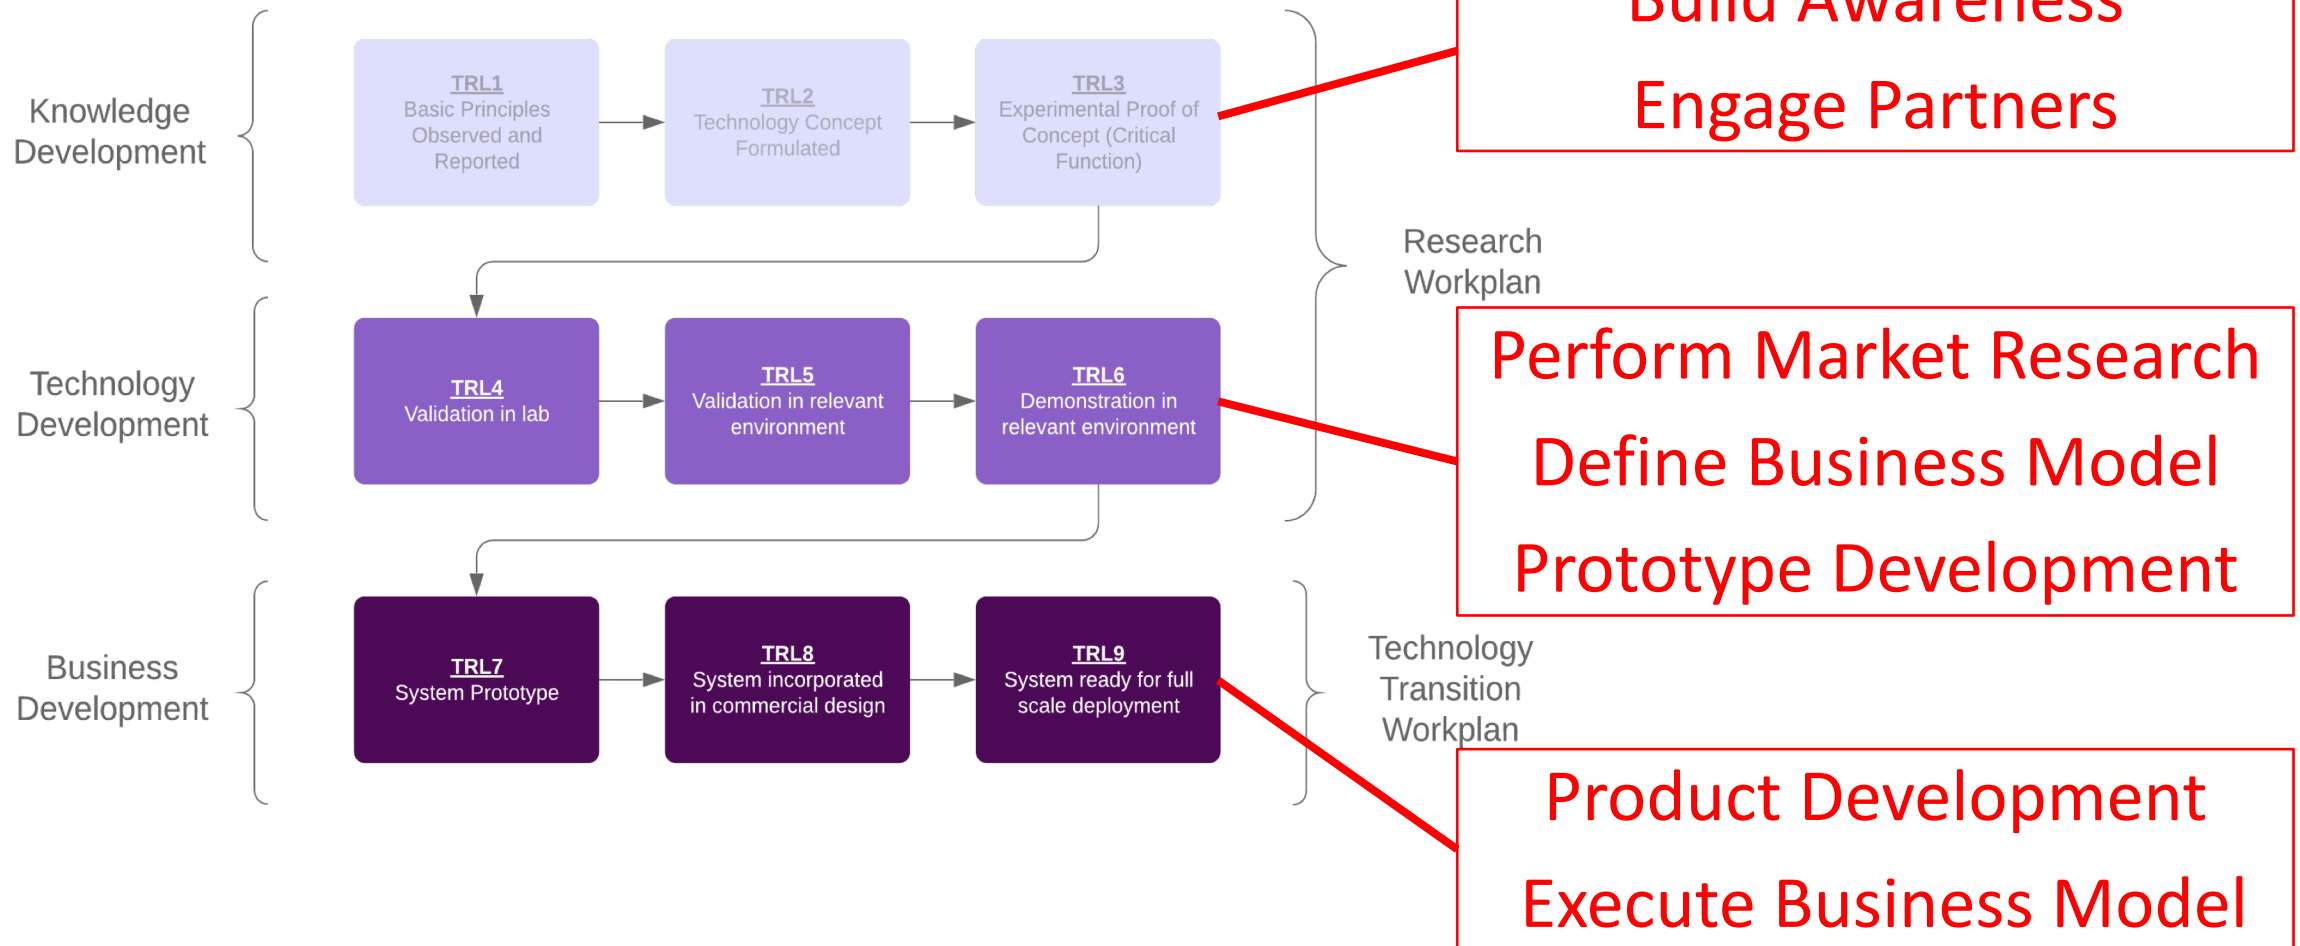 Build Awareness
Engage Partners
Knowledge
Development
TRL1
Basic Principles
Observed and
Reported
TRL2
Technology Concept
Formulated
TRL3
Experimental Proof of
Concept (Critical
Function)
Research
Workplan
Technology
Development
TRL4
Validation in lab
TRL5
Validation in relevant
environment
TRL6
Demonstration in
relevant environment
Perform Market Research
Define Business Model
Prototype Development
Business
Development
TRL7
System Prototype
TRL8
System incorporated
in commercial design
TRL9
System ready for full
scale deployment
Technology
Transition
Workplan
Product Development
Execute Business Model